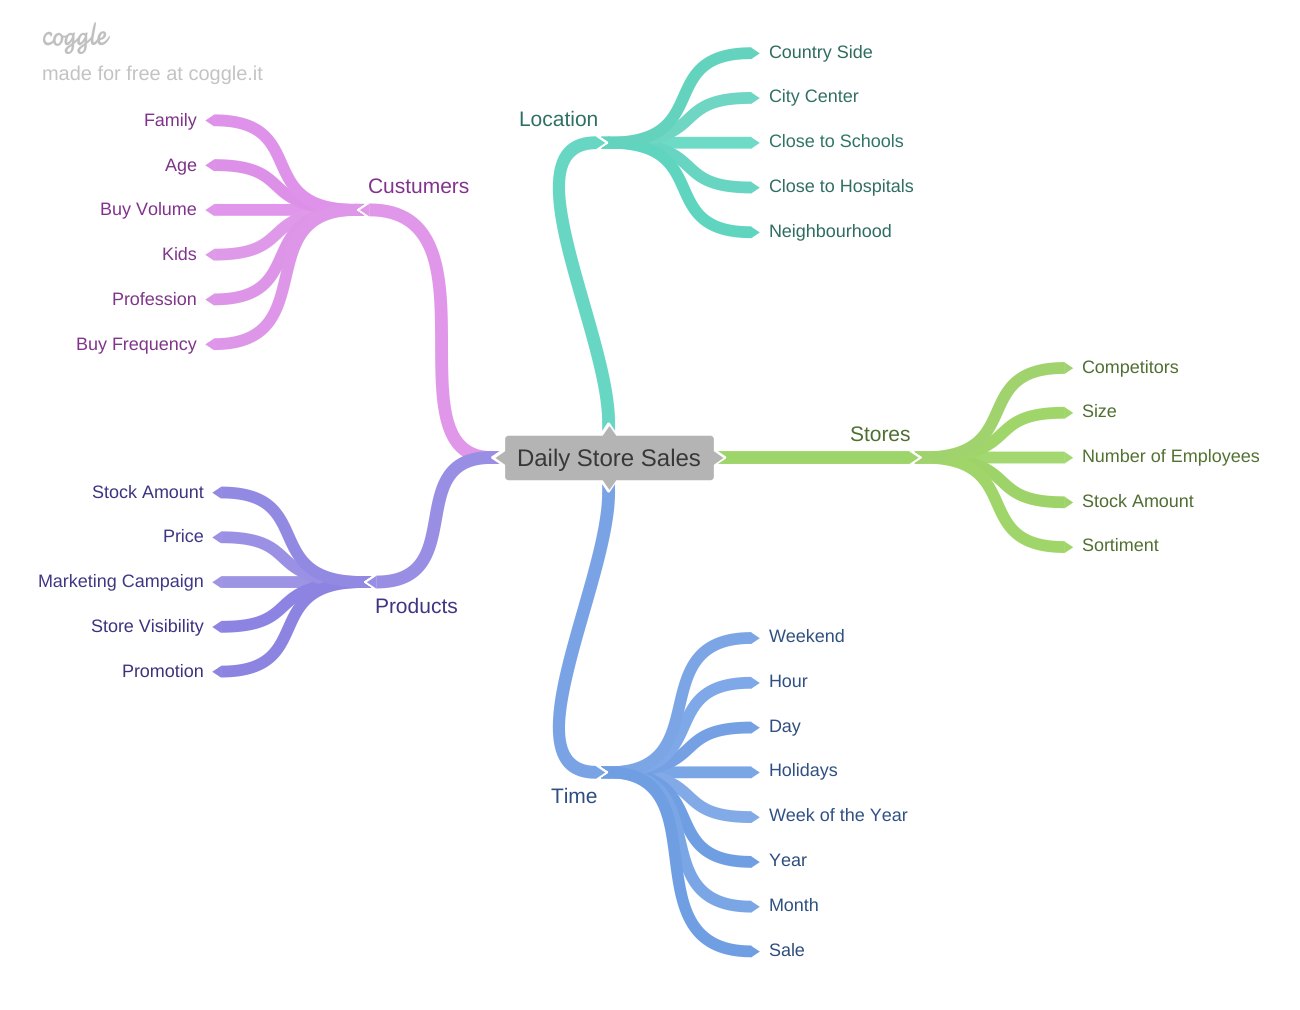 coggle
made for free at coggle.it
Custumers
Family
Age
Buy Volume
Kids
Profession
Buy Frequency
Products
Stock Amount
Price
Marketing Campaign
Store Visibility
Promotion
Daily Store Sales
Location
Country Side
City Center
Close to Schools
Close to Hospitals
Neighbourhood
Stores
Competitors
Size
Number of Employees
Stock Amount
Sortiment
Time
Weekend
Hour
Day
Holidays
Week of the Year
Year
Month
Sale